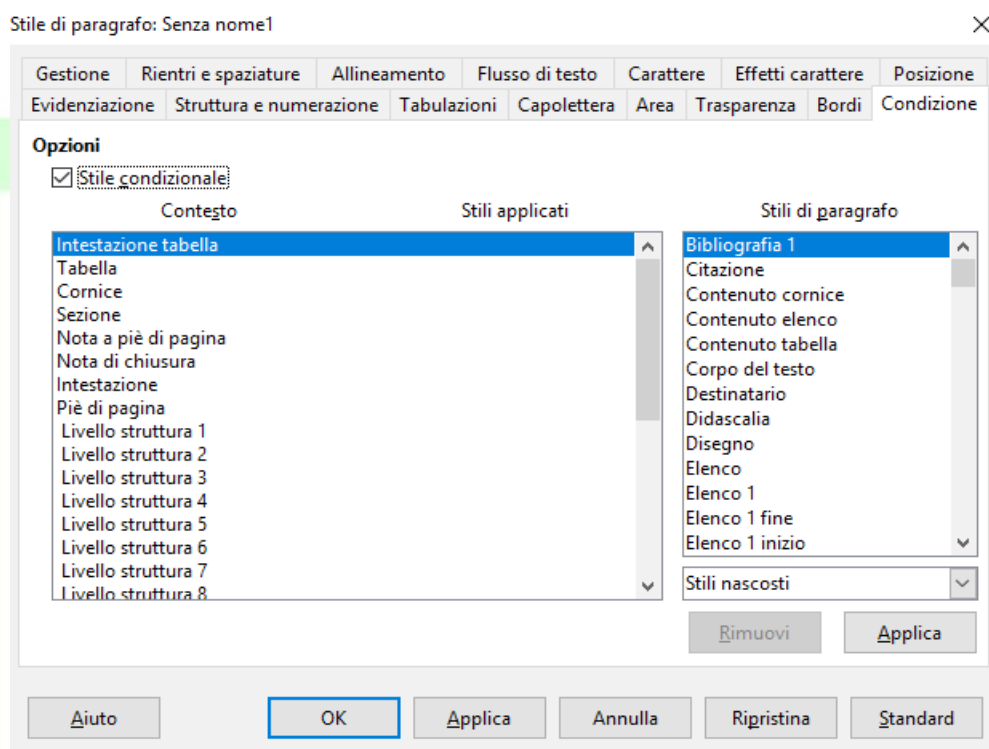 Stile di paragrafo: Senza nome1
Gestione Rientri e spaziature Allineamento Flusso di testo Carattere Effetti carattere Posizione
Evidenziazione Struttura e numerazione Tabulazioni Capolettera Area Trasparenza Bordi Condizione
Opzioni
Stile condizionale
Contesto Stili applicati Stili di paragrafo
Intestazione tabella Bibliografia 1
Tabella Citazione
Cornice Contenuto cornice
Sezione Contenuto elenco
Nota a piè di pagina Contenuto tabella
Nota di chiusura Corpo del testo
Intestazione Destinatario
Piè di pagina Didascalia
Livello struttura 1 Disegno
Livello struttura 2 Elenco
Livello struttura 3 Elenco 1
Livello struttura 4 Elenco 1 fine
Livello struttura 5 Elenco 1 inizio
Livello struttura 6
Livello struttura 7 Stili nascosti
Livello struttura 8
Rimuovi Applica
Aiuto OK Applica Annulla Ripristina Standard